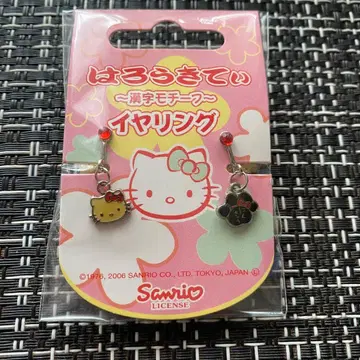 はろうきてぃ
～漢字モチーフ～
イヤリング
©1976, 2006 SANRIO CO., LTD. TOKYO, JAPAN
Sanrio
LICENSE